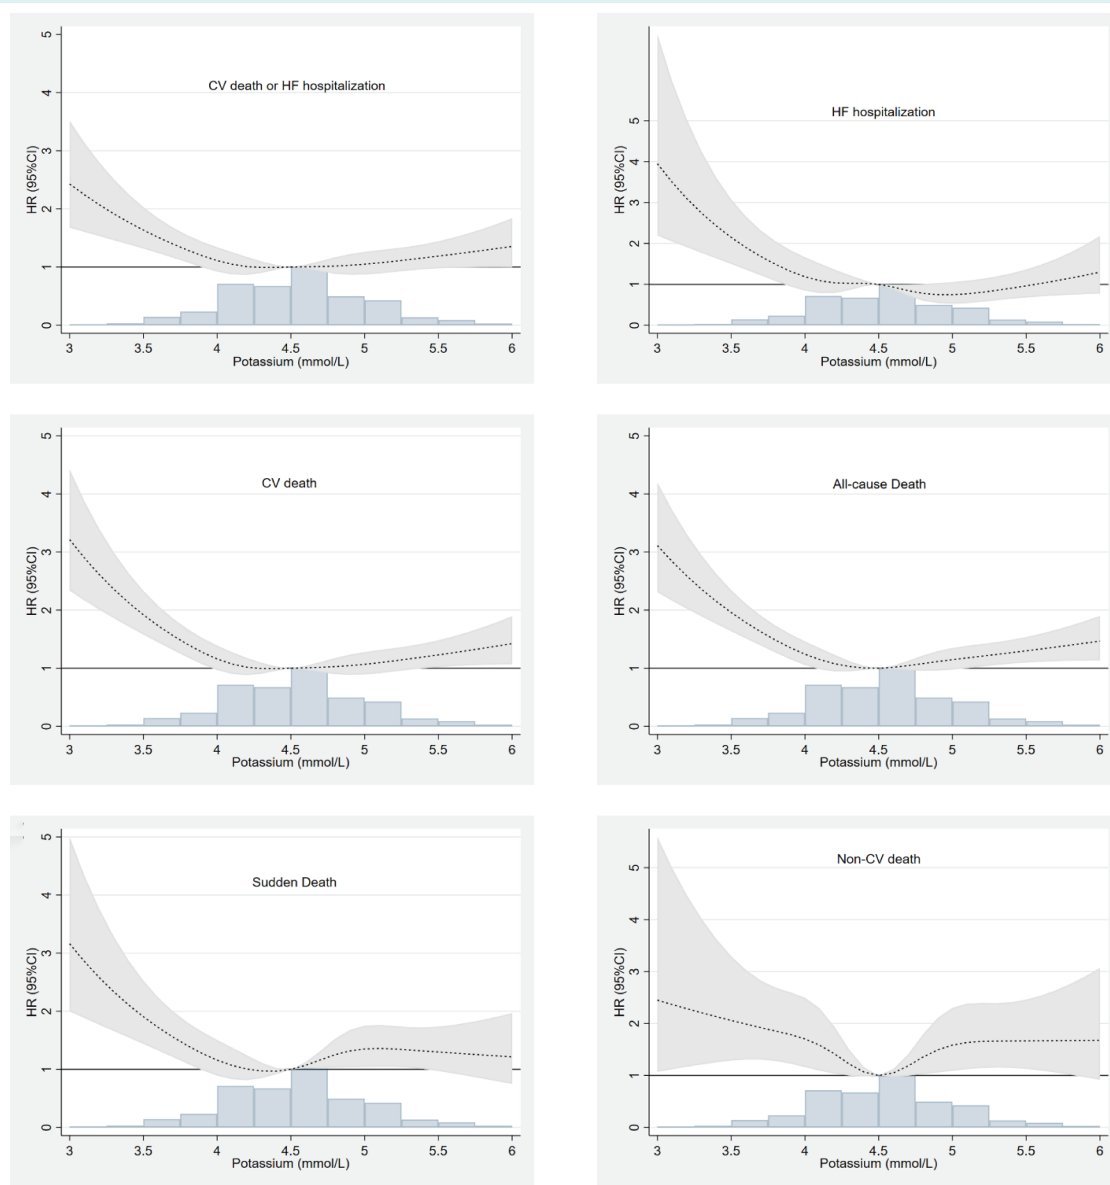 CV death or HF hospitalization
HR (95%CI)
5
4
3
2
1
0
3 3.5 4 4.5 5 5.5 6
Potassium (mmol/L)
HF hospitalization
HR (95%CI)
5
4
3
2
1
0
3 3.5 4 4.5 5 5.5 6
Potassium (mmol/L)
CV death
HR (95%CI)
5
4
3
2
1
0
3 3.5 4 4.5 5 5.5 6
Potassium (mmol/L)
All-cause Death
HR (95%CI)
5
4
3
2
1
0
3 3.5 4 4.5 5 5.5 6
Potassium (mmol/L)
Sudden Death
HR (95%CI)
5
4
3
2
1
0
3 3.5 4 4.5 5 5.5 6
Potassium (mmol/L)
Non-CV death
HR (95%CI)
5
4
3
2
1
0
3 3.5 4 4.5 5 5.5 6
Potassium (mmol/L)